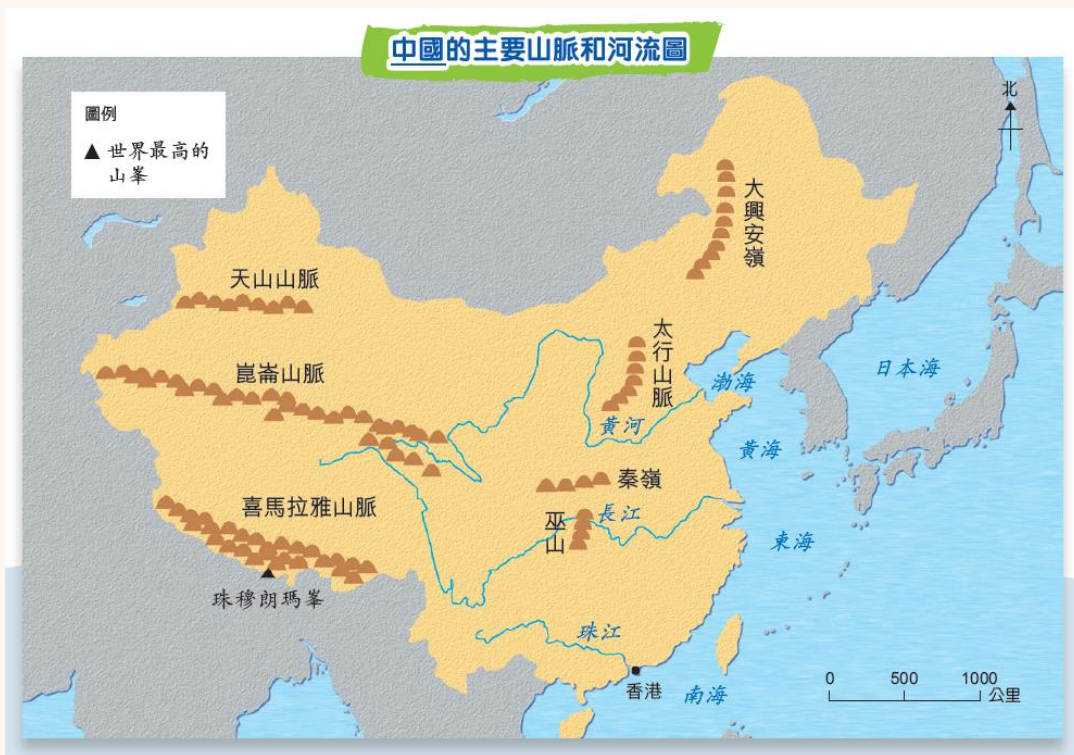 中國的主要山脈和河流圖
圖例
▲ 世界最高的
山峯
北
大興安嶺
天山山脈
太行山脈
崑崙山脈
渤海
日本海
黃河
黃海
秦嶺
喜馬拉雅山脈
長江
巫山
東海
珠穆朗瑪峯
珠江
香港
南海
0 500 1000
公里